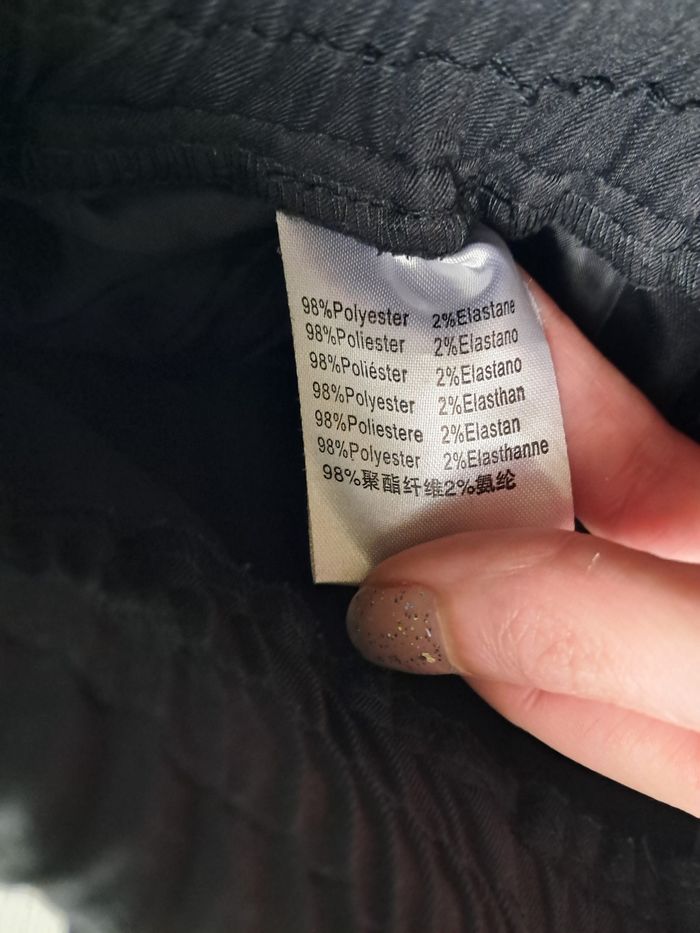 98%Polyester 2%Elastane
98%Poliester 2%Elastano
98%Poliéster 2%Elastano
98%Polyester 2%Elasthan
98%Poliestere 2%Elastan
98%Polyester 2%Elasthanne
98%聚酯纤维2%氨纶